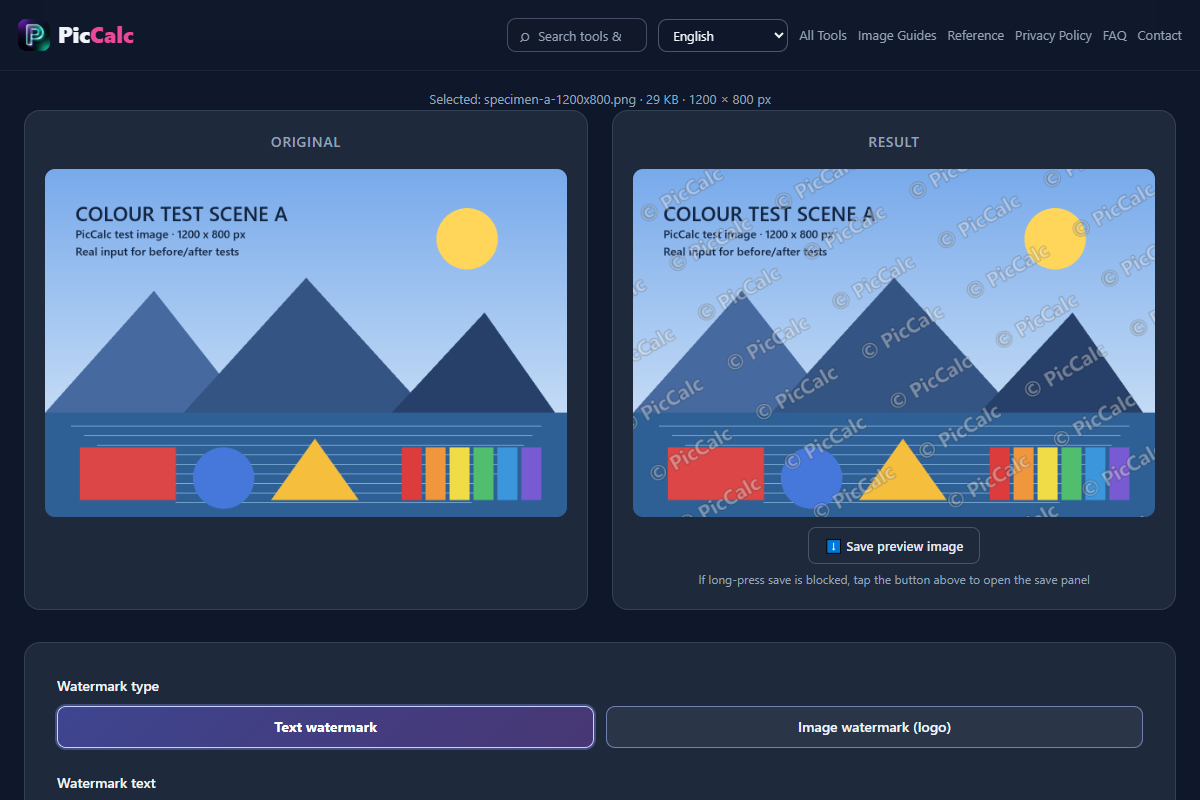 PicCalc
Search tools &
English
All Tools
Image Guides
Reference
Privacy Policy
FAQ
Contact
Selected: specimen-a-1200x800.png · 29 KB · 1200 × 800 px
ORIGINAL
COLOUR TEST SCENE A
PicCalc test image · 1200 x 800 px
Real input for before/after tests
RESULT
COLOUR TEST SCENE A
PicCalc test image · 1200 x 800 px
Real input for before/after tests
© PicCalc
⬇ Save preview image
If long-press save is blocked, tap the button above to open the save panel
Watermark type
Text watermark
Image watermark (logo)
Watermark text